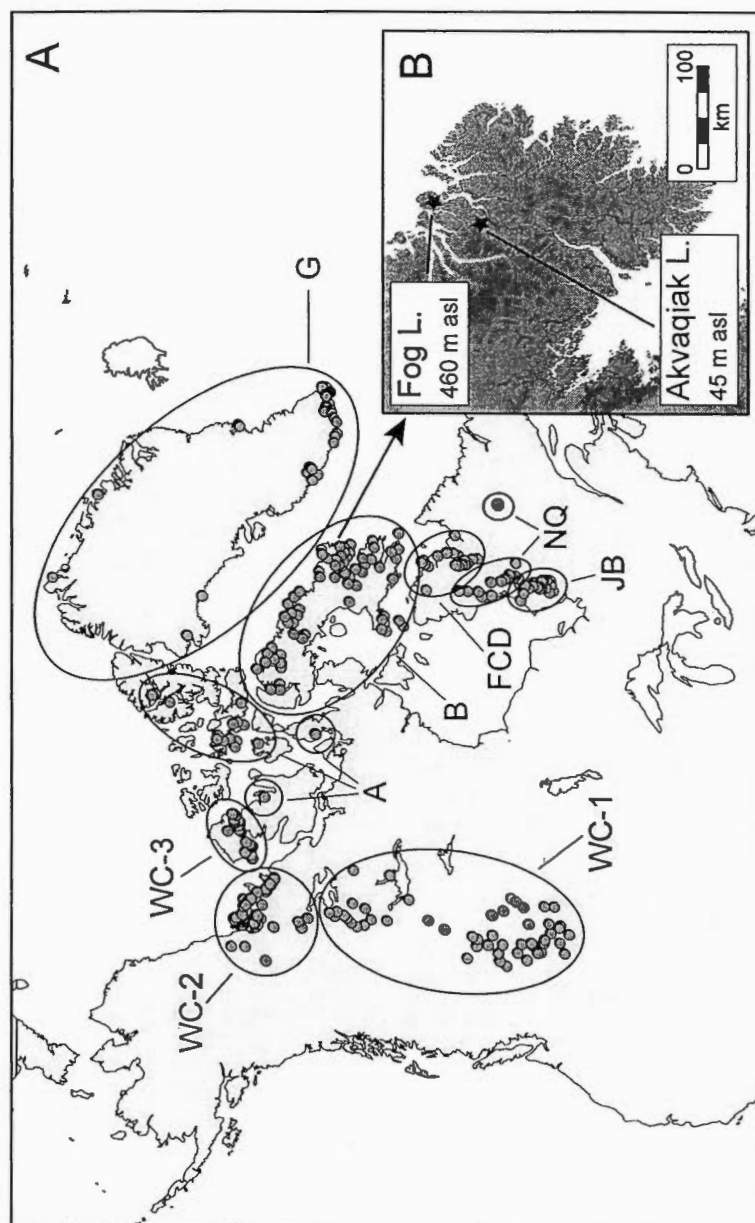 A
G
WC-3
WC-2
A
B
FCD
NQ
JB
WC-1
B
Fog L.
460 m asl
Akvaqiak L.
45 m asl
0 100
km